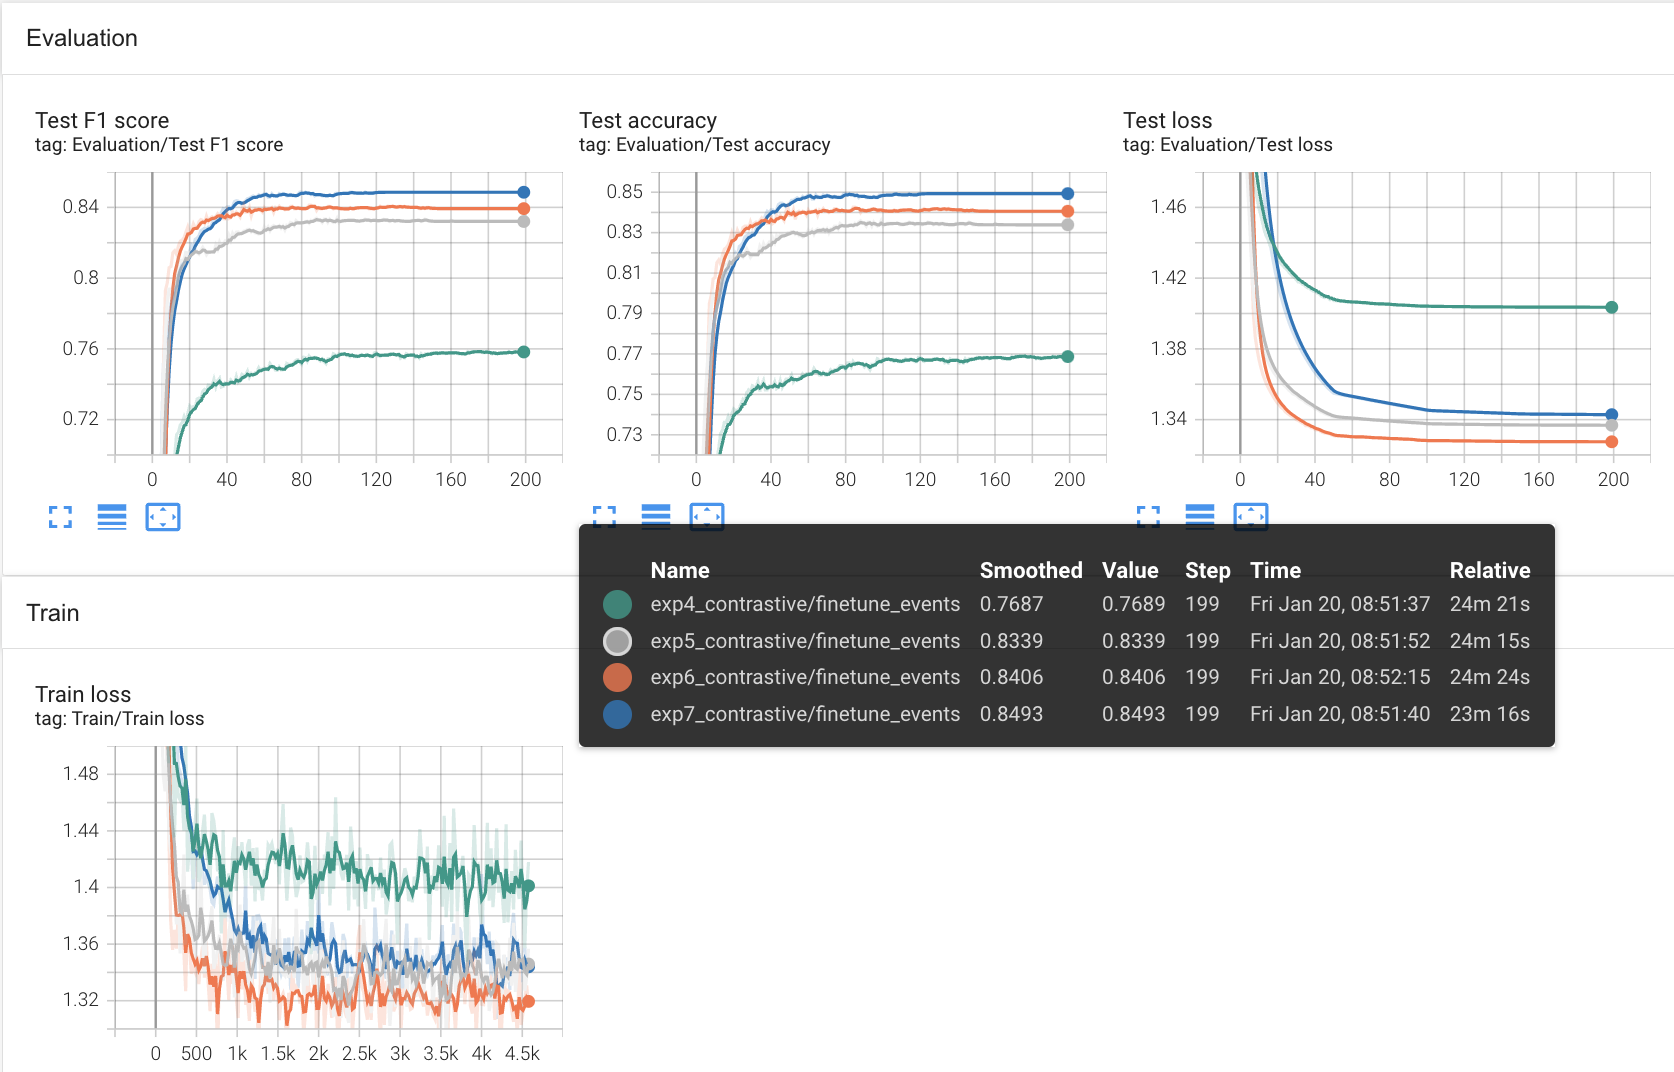 Evaluation
Test F1 score
tag: Evaluation/Test F1 score
0.84
0.8
0.76
0.72
0 40 80 120 160 200
Test accuracy
tag: Evaluation/Test accuracy
0.85
0.83
0.81
0.79
0.77
0.75
0.73
0 40 80 120 160 200
Test loss
tag: Evaluation/Test loss
1.46
1.42
1.38
1.34
0 40 80 120 160 200
Name Smoothed Value Step Time Relative
exp4_contrastive/finetune_events 0.7687 0.7689 199 Fri Jan 20, 08:51:37 24m 21s
exp5_contrastive/finetune_events 0.8339 0.8339 199 Fri Jan 20, 08:51:52 24m 15s
exp6_contrastive/finetune_events 0.8406 0.8406 199 Fri Jan 20, 08:52:15 24m 24s
exp7_contrastive/finetune_events 0.8493 0.8493 199 Fri Jan 20, 08:51:40 23m 16s
Train
Train loss
tag: Train/Train loss
1.48
1.44
1.4
1.36
1.32
0 500 1k 1.5k 2k 2.5k 3k 3.5k 4k 4.5k